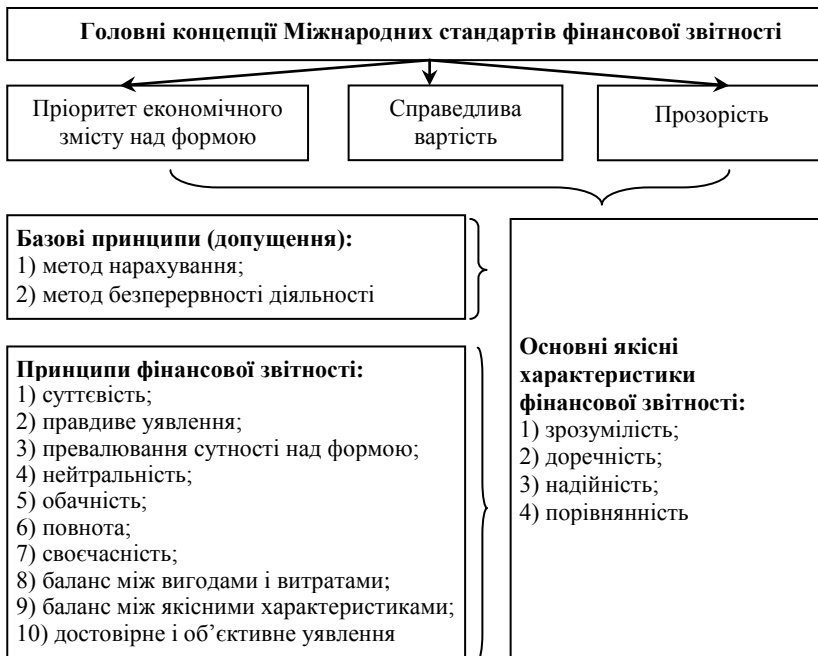 Головні концепції Міжнародних стандартів фінансової звітності
Пріоритет економічного
змісту над формою
Справедлива
вартість
Прозорість
Базові принципи (допущення):
1) метод нарахування;
2) метод безперервності діяльності
Принципи фінансової звітності:
1) суттєвість;
2) правдиве уявлення;
3) превалювання сутності над формою;
4) нейтральність;
5) обачність;
6) повнота;
7) своєчасність;
8) баланс між вигодами і витратами;
9) баланс між якісними характеристиками;
10) достовірне і об’єктивне уявлення
Основні якісні
характеристики
фінансової звітності:
1) зрозумілість;
2) доречність;
3) надійність;
4) порівнянність